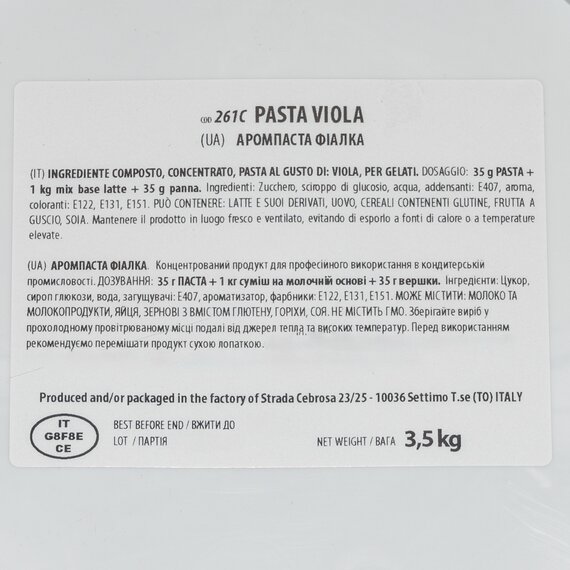 COD 261C PASTA VIOLA
(UA) АРОМПАСТА ФІАЛКА
(IT) INGREDIENTE COMPOSTO, CONCENTRATO, PASTA AL GUSTO DI: VIOLA, PER GELATI. DOSAGGIO: 35 g PASTA +
1 kg mix base latte + 35 g panna. Ingredienti: Zucchero, sciroppo di glucosio, acqua, addensanti: E407, aroma,
coloranti: E122, E131, E151. PUÒ CONTENERE: LATTE E SUOI DERIVATI, UOVO, CEREALI CONTENENTI GLUTINE, FRUTTA A
GUSCIO, SOIA. Mantenere il prodotto in luogo fresco e ventilato, evitando di esporlo a fonti di calore o a temperature
elevate.
(UA) АРОМПАСТА ФІАЛКА. Концентрований продукт для професійного використання в кондитерській
промисловості. ДОЗУВАННЯ: 35 г ПАСТА + 1 кг суміш на молочній основі + 35 г вершки. Інгредієнти: Цукор,
сироп глюкози, вода, загущувачі: E407, ароматизатор, фарбники: E122, E131, E151. МОЖЕ МІСТИТИ: МОЛОКО ТА
МОЛОКОПРОДУКТИ, ЯЙЦЯ, ЗЕРНОВІ З ВМІСТОМ ГЛЮТЕНУ, ГОРІХИ, СОЯ. НЕ МІСТИТЬ ГМО. Зберігайте виріб у
прохолодному провітрюваному місці подалі від джерел тепла та високих температур. Перед використанням
рекомендуємо перемішати продукт сухою лопаткою.
Produced and/or packaged in the factory of Strada Cebrosa 23/25 - 10036 Settimo T.se (TO) ITALY
IT
G8F8E
CE
BEST BEFORE END / ВЖИТИ ДО
LOT / ПАРТІЯ
NET WEIGHT / ВАГА 3,5 kg